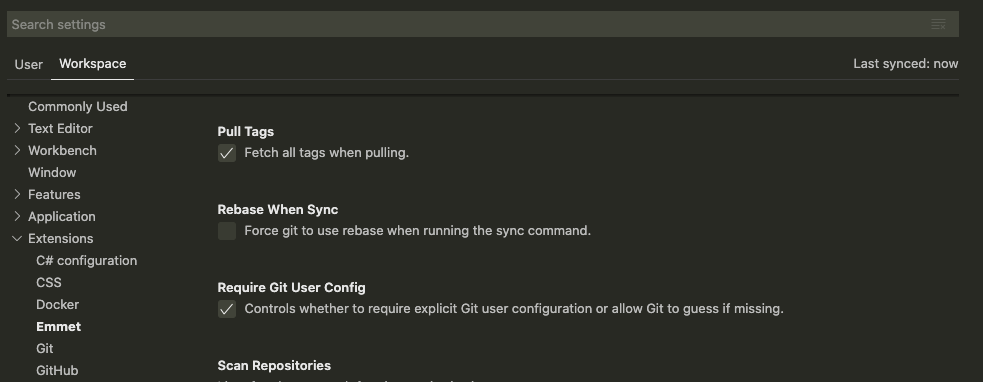 Search settings
User
Workspace
Last synced: now
Commonly Used
Text Editor
Workbench
Window
Features
Application
Extensions
C# configuration
CSS
Docker
Emmet
Git
GitHub
Pull Tags
Fetch all tags when pulling.
Rebase When Sync
Force git to use rebase when running the sync command.
Require Git User Config
Controls whether to require explicit Git user configuration or allow Git to guess if missing.
Scan Repositories